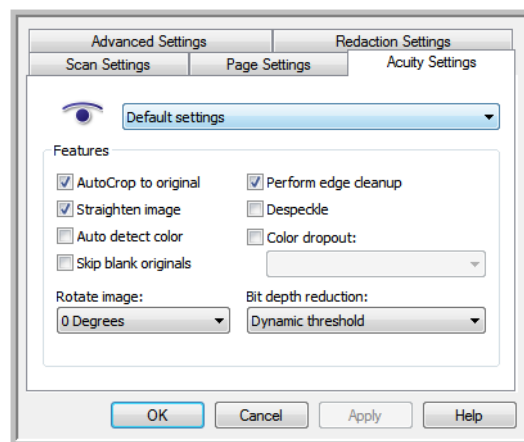 Advanced Settings
Redaction Settings
Scan Settings
Page Settings
Acuity Settings
Default settings
Features
AutoCrop to original
Perform edge cleanup
Straighten image
Despeckle
Auto detect color
Color dropout:
Skip blank originals
Rotate image:
Bit depth reduction:
0 Degrees
Dynamic threshold
OK
Cancel
Apply
Help